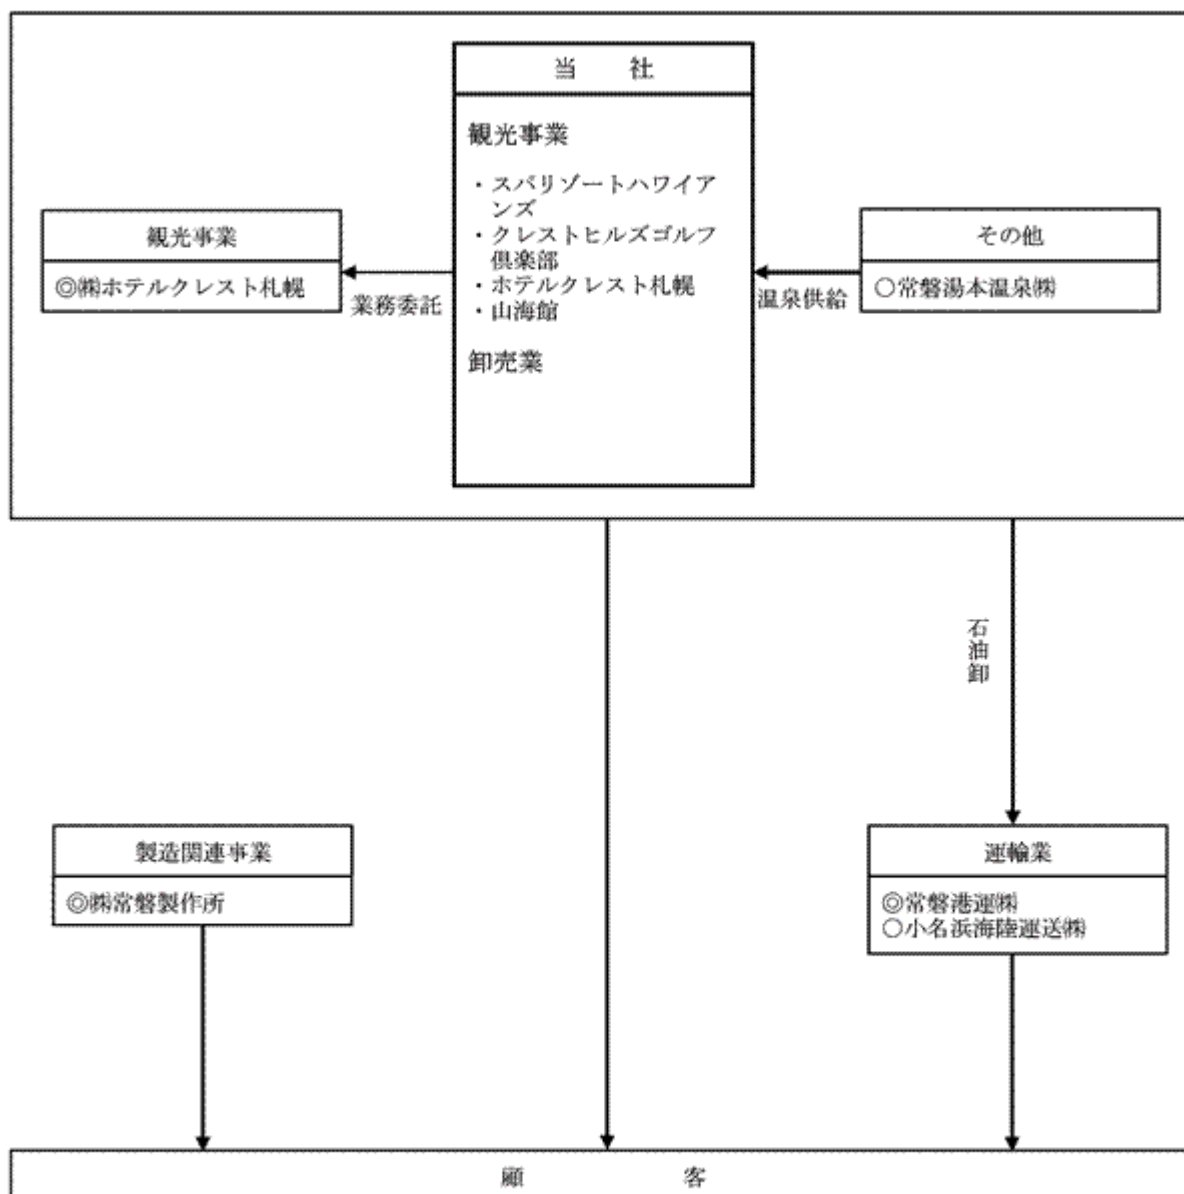 当　　社
観光事業
・スパリゾートハワイア
ンズ
・クレストヒルズゴルフ
倶楽部
・ホテルクレスト札幌
・山海館
卸売業
観光事業
◎㈱ホテルクレスト札幌
業務委託
その他
○常磐湯本温泉㈱
温泉供給
石油卸
製造関連事業
◎㈱常磐製作所
運輸業
◎常磐港運㈱
○小名浜海陸運送㈱
顧　　　　　　客